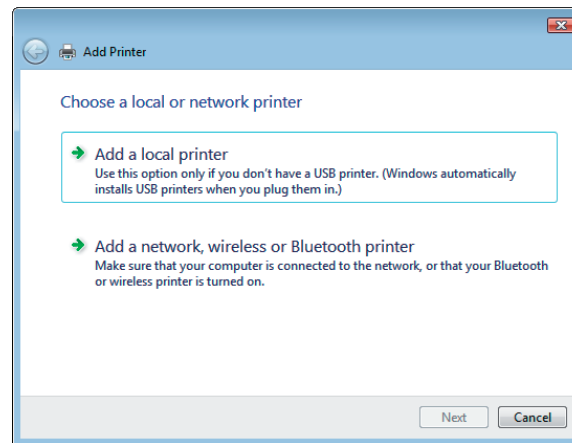 Add Printer
Choose a local or network printer
Add a local printer
Use this option only if you don't have a USB printer. (Windows automatically
installs USB printers when you plug them in.)
Add a network, wireless or Bluetooth printer
Make sure that your computer is connected to the network, or that your Bluetooth
or wireless printer is turned on.
Next Cancel